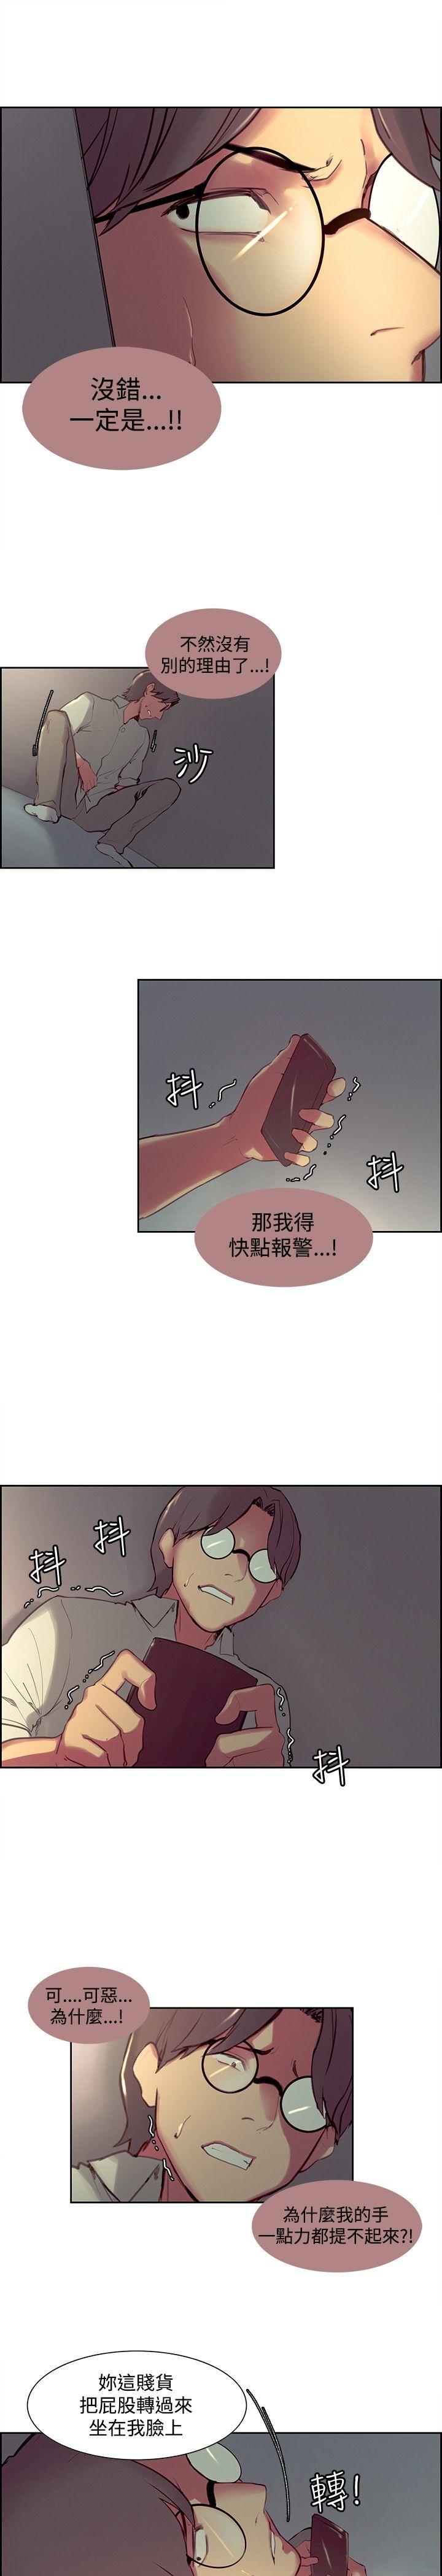 沒錯...
一定是...!!
不然沒有
別的理由了...!
沙
抖
抖
那我得
快點報警...!
抖
抖
抖
可....可惡...
為什麼...!
為什麼我的手
一點力都提不起來?!
妳這賤貨
把屁股轉過來
坐在我臉上
轉!